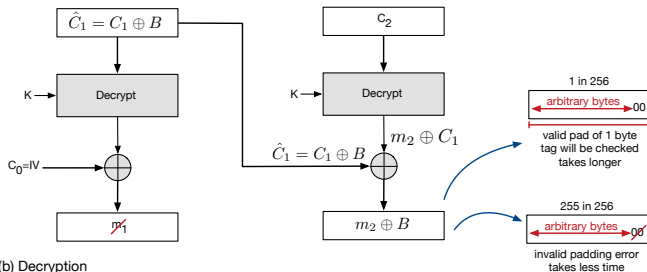 Ĉ₁ = C₁ ⊕ B
C₂
K
Decrypt
K
Decrypt
m₂ ⊕ C₁
C₀=IV
Ĉ₁ = C₁ ⊕ B
m₁
m₂ ⊕ B
1 in 256
arbitrary bytes 00
valid pad of 1 byte
tag will be checked
takes longer
255 in 256
arbitrary bytes 00
invalid padding error
takes less time
(b) Decryption